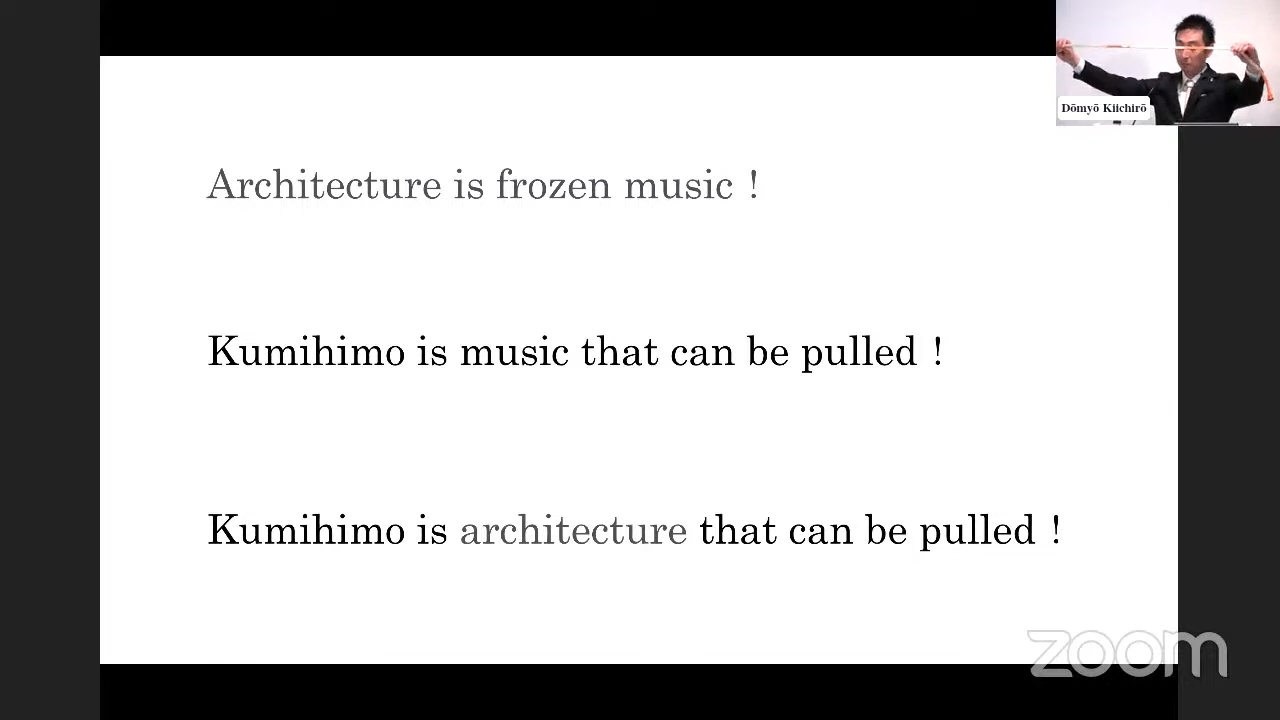 Dōmyō Kiichirō
Architecture is frozen music !
Kumihimo is music that can be pulled !
Kumihimo is architecture that can be pulled !
zoom